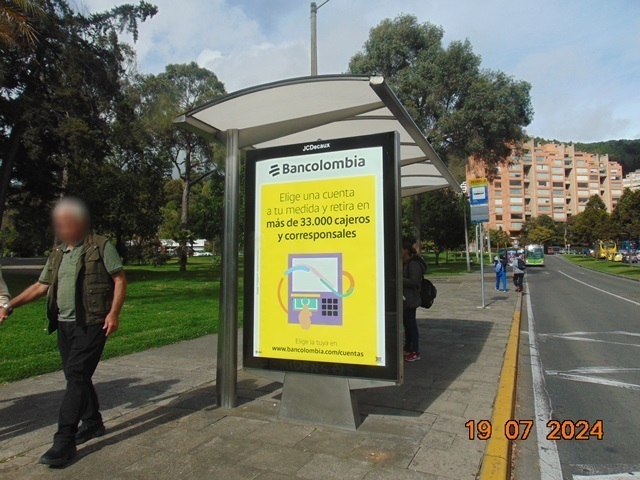 JCDecaux
Bancolombia
Elige una cuenta
a tu medida y retira en
más de 33.000 cajeros
y corresponsales
Elige la tuya en
www.bancolombia.com/cuentas
19 07 2024